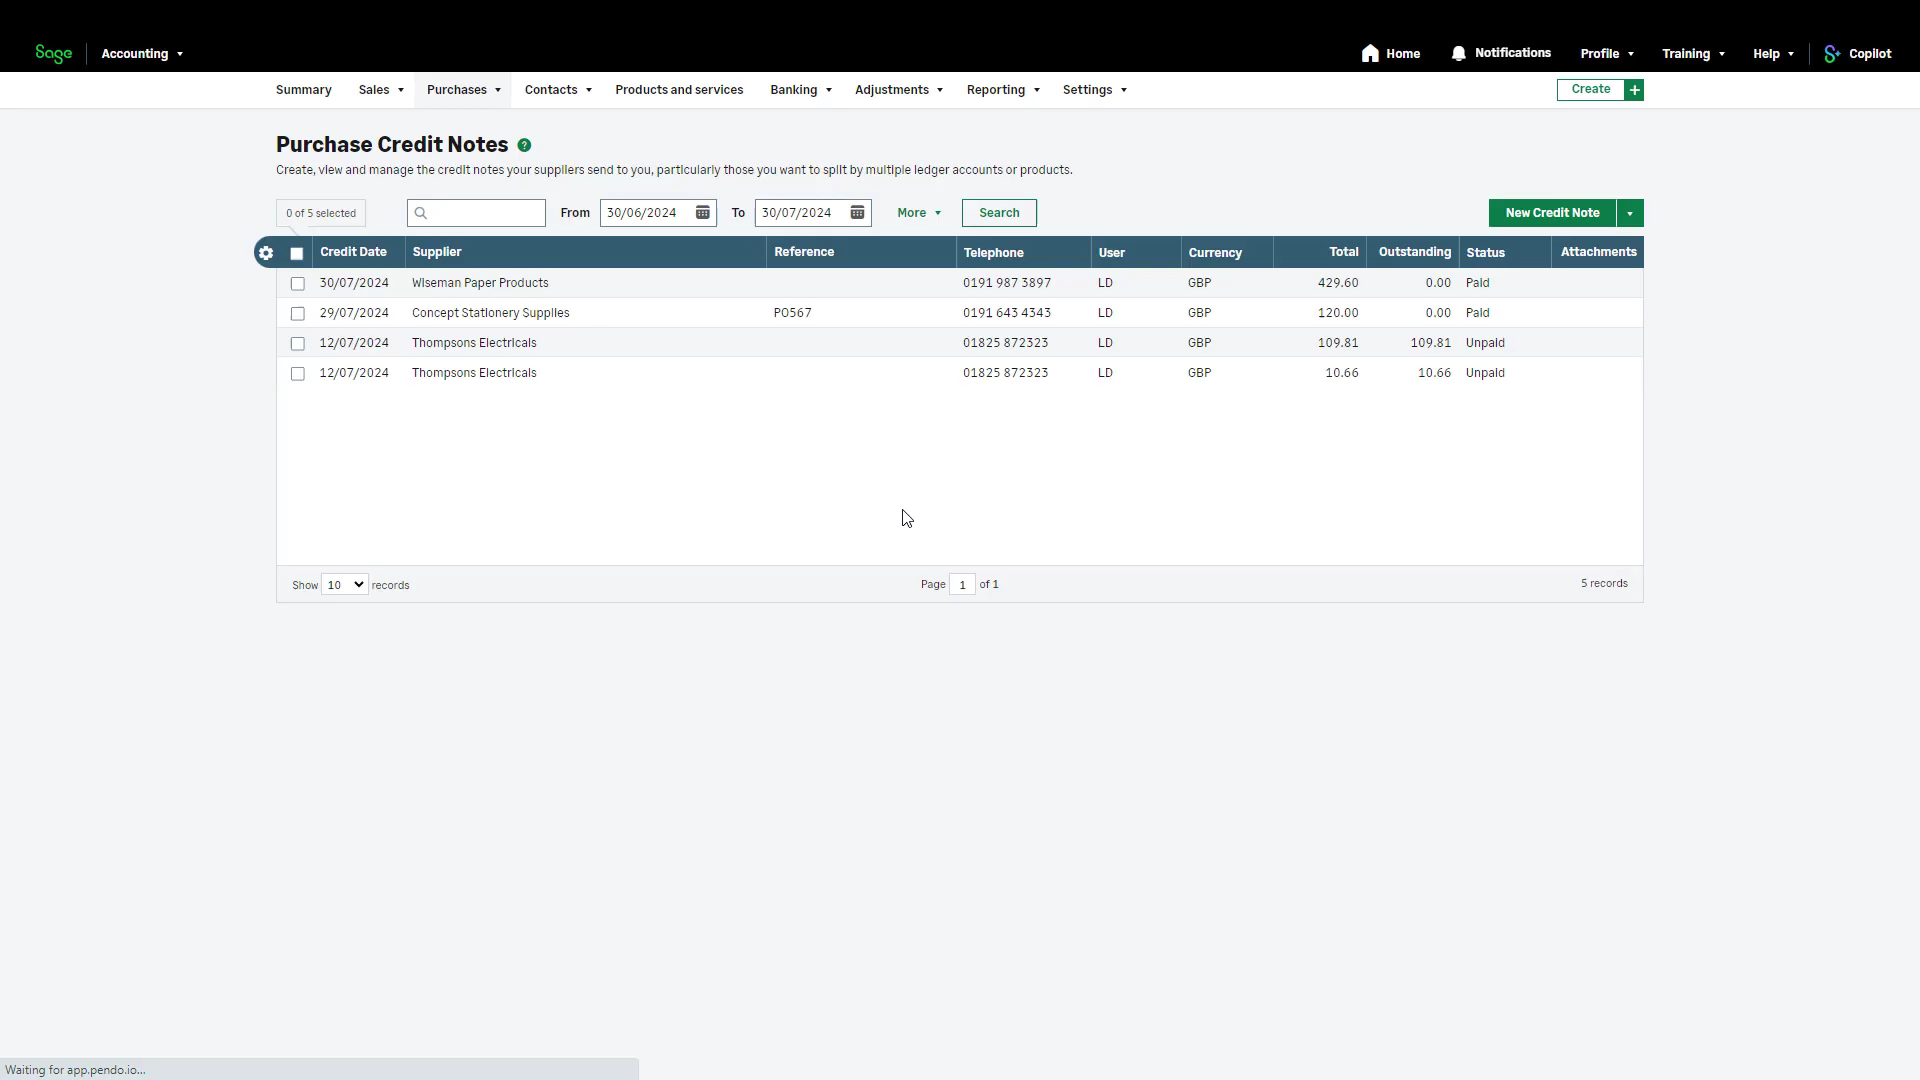 Sage Accounting Home Notifications Profile Training Help Copilot
Summary Sales Purchases Contacts Products and services Banking Adjustments Reporting Settings Create +
Purchase Credit Notes ?
Create, view and manage the credit notes your suppliers send to you, particularly those you want to split by multiple ledger accounts or products.
0 of 5 selected From 30/06/2024 To 30/07/2024 More Search New Credit Note
Credit Date Supplier Reference Telephone User Currency Total Outstanding Status Attachments
30/07/2024 Wiseman Paper Products 0191 987 3897 LD GBP 429.60 0.00 Paid
29/07/2024 Concept Stationery Supplies PO567 0191 643 4343 LD GBP 120.00 0.00 Paid
12/07/2024 Thompsons Electricals 01825 872323 LD GBP 109.81 109.81 Unpaid
12/07/2024 Thompsons Electricals 01825 872323 LD GBP 10.66 10.66 Unpaid
Show 10 records Page 1 of 1 5 records
Waiting for app.pendo.io...